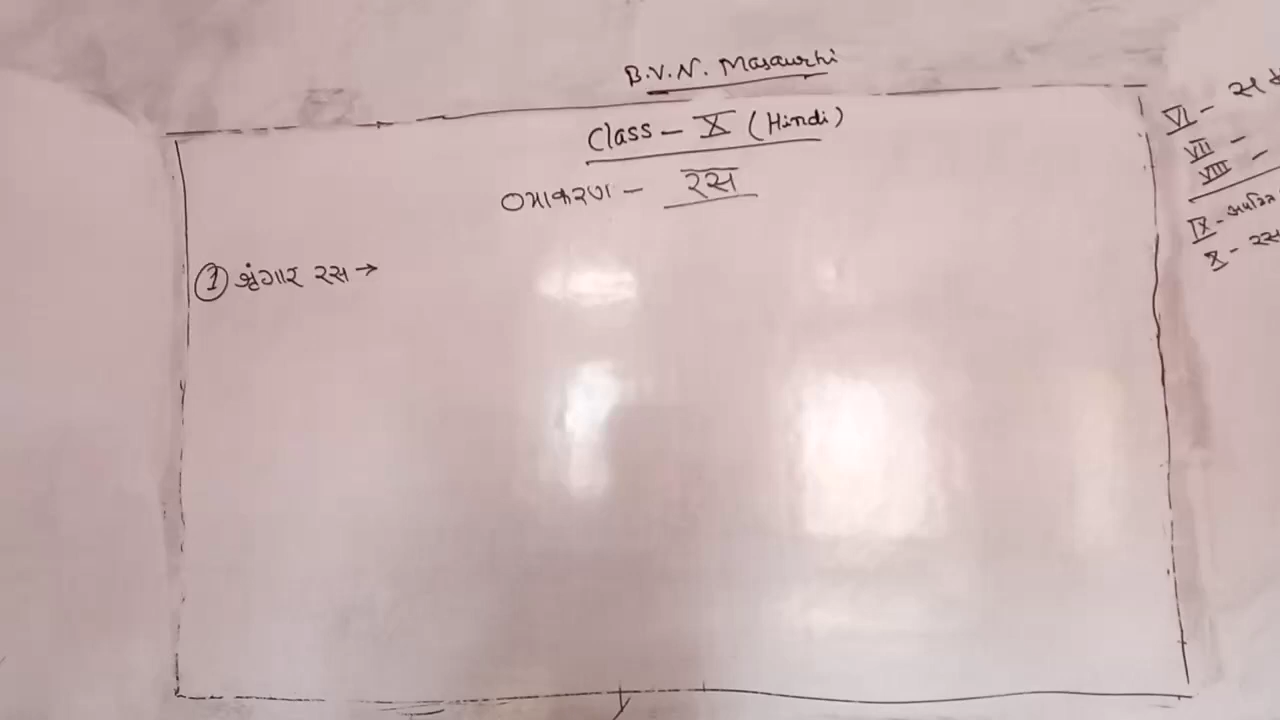 B.V.N. Masaurhi
Class - X (Hindi)
व्याकरण - रस
① श्रृंगार रस →
VI -
VII -
VIII -
IX -
X - रस